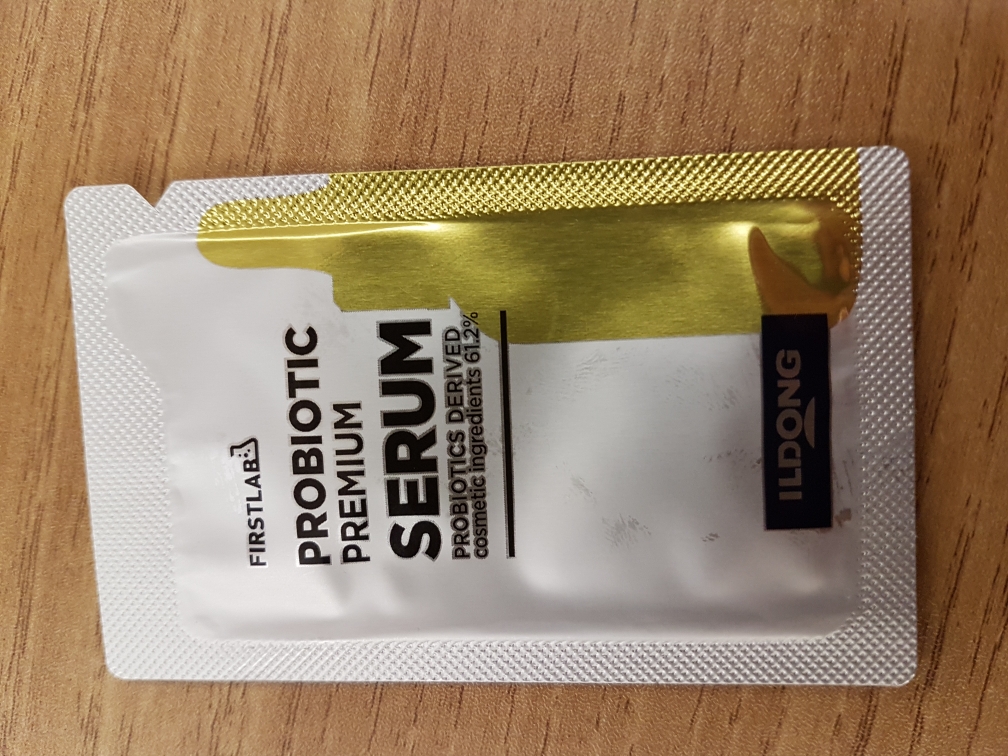 FIRSTLAB
PROBIOTIC
PREMIUM
SERUM
PROBIOTICS DERIVED
cosmetic ingredients 61.2%
ILDONG